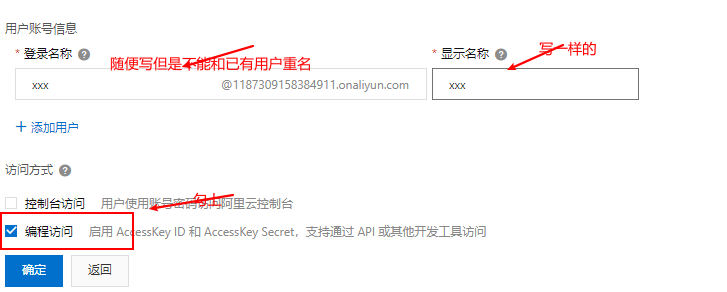 用户账号信息
* 登录名称 ?
* 显示名称 ?
写一样的
随便写但是不能和已有用户重名
xxx @1187309158384911.onaliyun.com
xxx
+ 添加用户
访问方式 ?
勾上
控制台访问 用户使用账号密码访问阿里云控制台
编程访问 启用 AccessKey ID 和 AccessKey Secret，支持通过 API 或其他开发工具访问
确定 返回